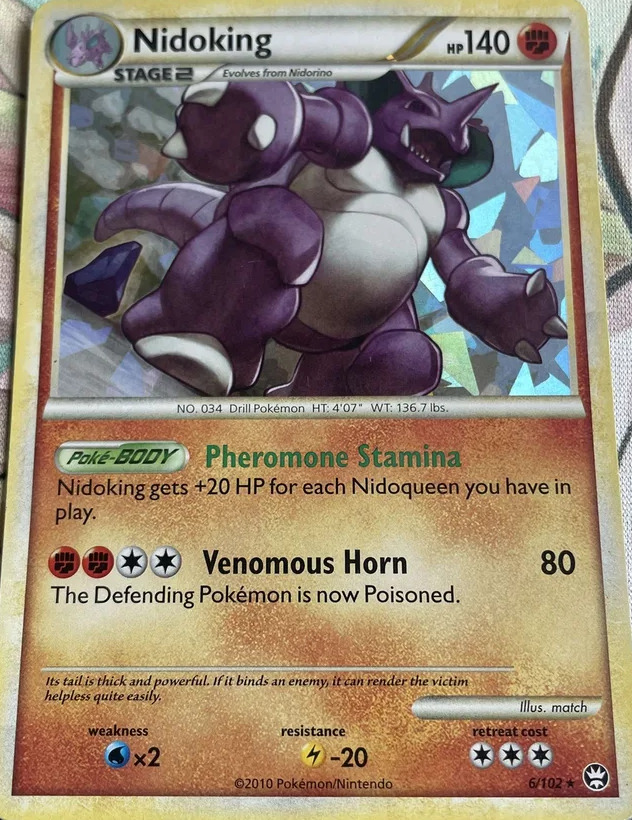 Nidoking
HP 140
STAGE 2 Evolves from Nidorino
NO. 034 Drill Pokémon HT: 4'07" WT: 136.7 lbs.
Poké-BODY Pheromone Stamina
Nidoking gets +20 HP for each Nidoqueen you have in
play.
Venomous Horn 80
The Defending Pokémon is now Poisoned.
Its tail is thick and powerful. If it binds an enemy, it can render the victim
helpless quite easily.
Illus. match
weakness resistance retreat cost
×2 -20
©2010 Pokémon/Nintendo 6/102 ★